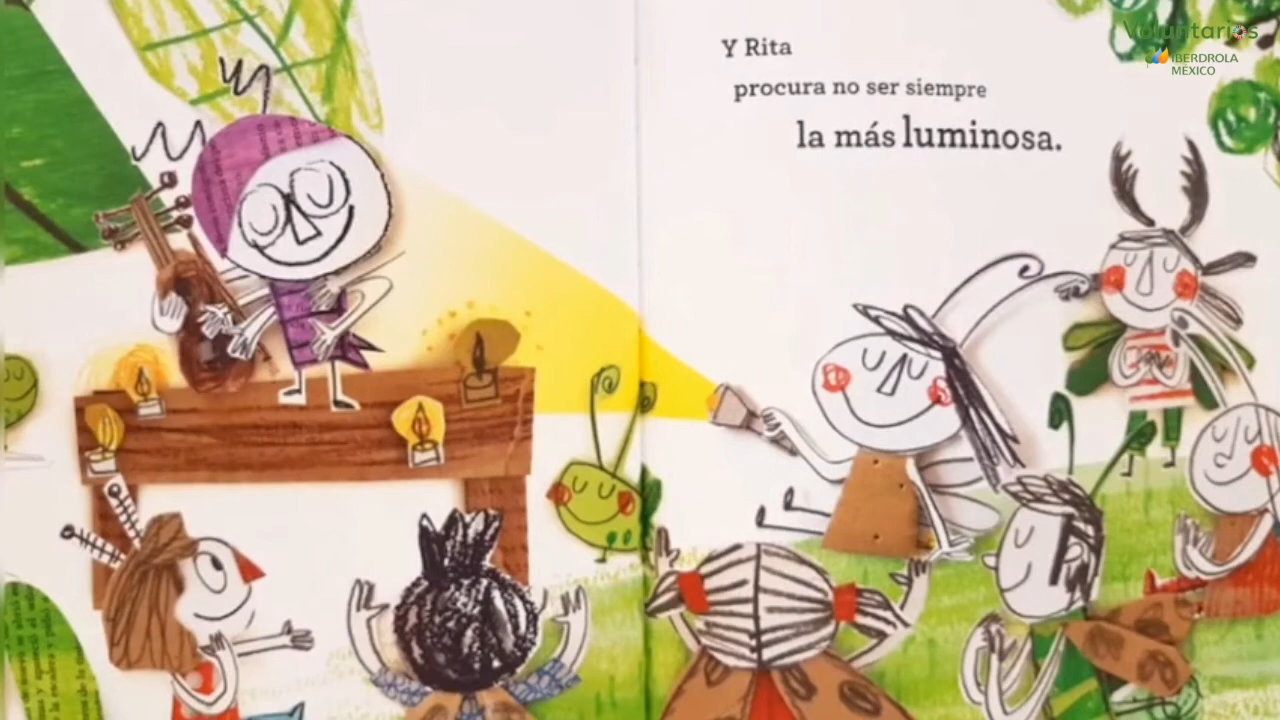 Y Rita
procura no ser siempre
la más luminosa.
Voluntarios
IBERDROLA
MÉXICO